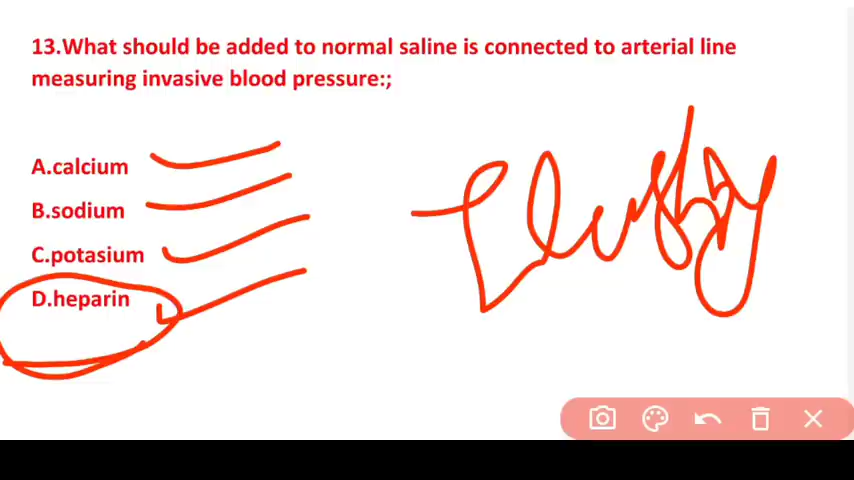 13.What should be added to normal saline is connected to arterial line
measuring invasive blood pressure:;
A.calcium
B.sodium
C.potasium
D.heparin